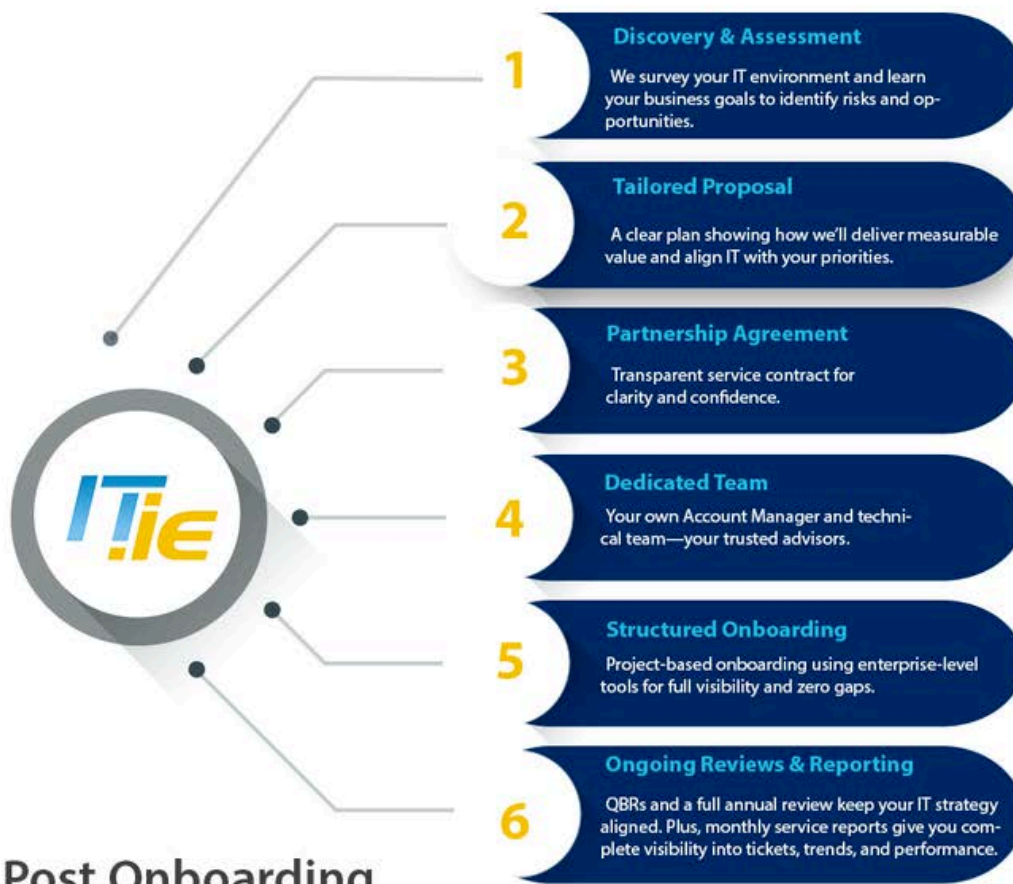 1
Discovery & Assessment
We survey your IT environment and learn
your business goals to identify risks and op-
portunities.
2
Tailored Proposal
A clear plan showing how we'll deliver measurable
value and align IT with your priorities.
3
Partnership Agreement
Transparent service contract for
clarity and confidence.
IT.ie
4
Dedicated Team
Your own Account Manager and techni-
cal team—your trusted advisors.
5
Structured Onboarding
Project-based onboarding using enterprise-level
tools for full visibility and zero gaps.
6
Ongoing Reviews & Reporting
QBRs and a full annual review keep your IT strategy
aligned. Plus, monthly service reports give you com-
plete visibility into tickets, trends, and performance.
Post Onboarding